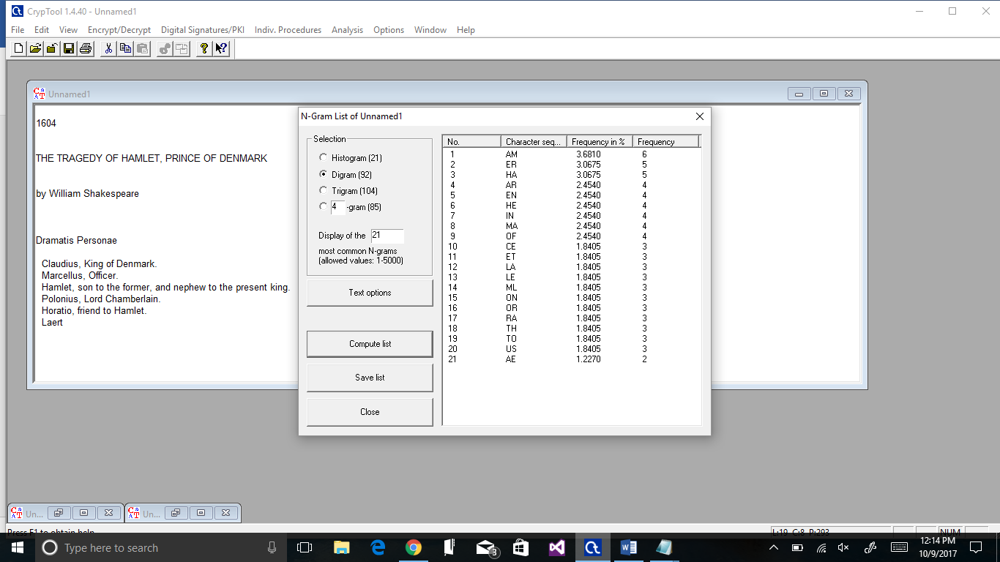 CrypTool 1.4.40 - Unnamed1
File Edit View Encrypt/Decrypt Digital Signatures/PKI Indiv. Procedures Analysis Options Window Help
Unnamed1
1604
THE TRAGEDY OF HAMLET, PRINCE OF DENMARK
by William Shakespeare
Dramatis Personae
Claudius, King of Denmark.
Marcellus, Officer.
Hamlet, son to the former, and nephew to the present king.
Polonius, Lord Chamberlain.
Horatio, friend to Hamlet.
Laert
N-Gram List of Unnamed1
Selection
Histogram (21)
Digram (92)
Trigram (104)
4 -gram (85)
Display of the 21
most common N-grams
(allowed values: 1-5000)
Text options
Compute list
Save list
Close
No. Character seq... Frequency in % Frequency
1 AM 3.6810 6
2 ER 3.0675 5
3 HA 3.0675 5
4 AR 2.4540 4
5 EN 2.4540 4
6 HE 2.4540 4
7 IN 2.4540 4
8 MA 2.4540 4
9 OF 2.4540 4
10 CE 1.8405 3
11 ET 1.8405 3
12 LA 1.8405 3
13 LE 1.8405 3
14 ML 1.8405 3
15 ON 1.8405 3
16 OR 1.8405 3
17 RA 1.8405 3
18 TH 1.8405 3
19 TO 1.8405 3
20 US 1.8405 3
21 AE 1.2270 2
Un... Un...
Press F1 to obtain help.
L:19 C:8 P:293 NUM
Type here to search
3
12:14 PM
10/9/2017